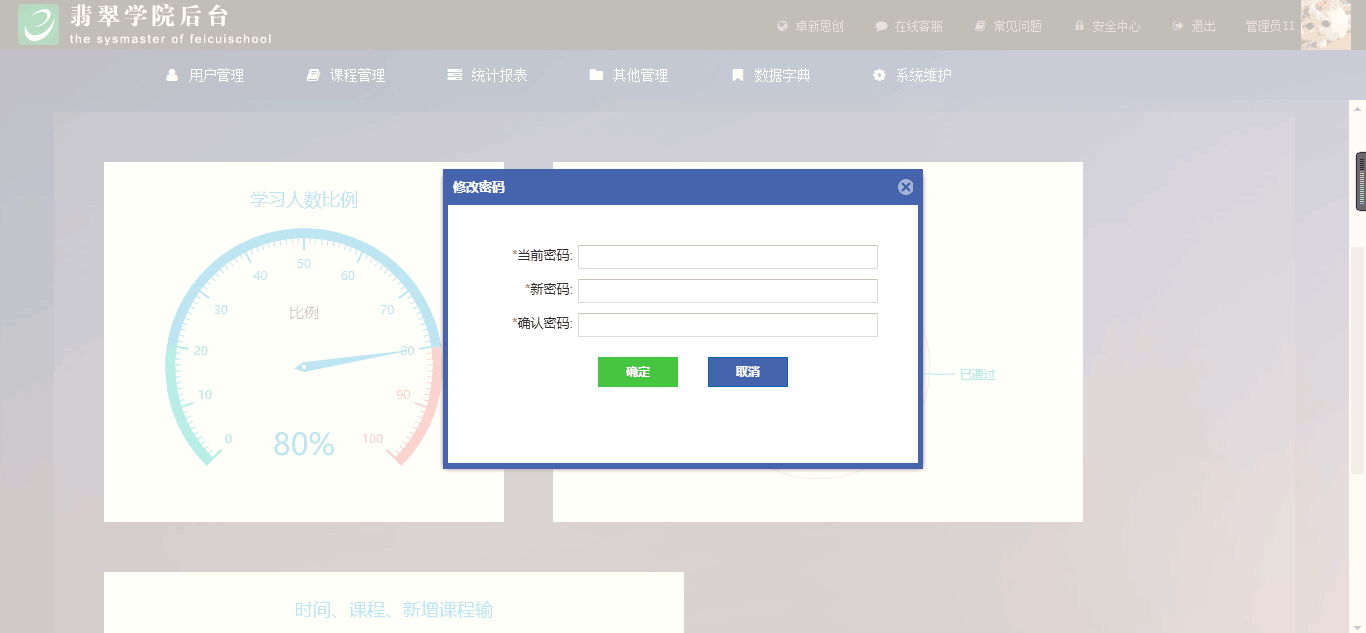 翡翠学院后台
the sysmaster of feicuischool
卓新思创 在线客服 常见问题 安全中心 退出 管理员11
用户管理 课程管理 统计报表 其他管理 数据字典 系统维护
学习人数比例
50
40 60
30 70
比例
20 80
10 90
0 100
80%
修改密码
*当前密码:
*新密码:
*确认密码:
确定 取消
已通过
时间、课程、新增课程输